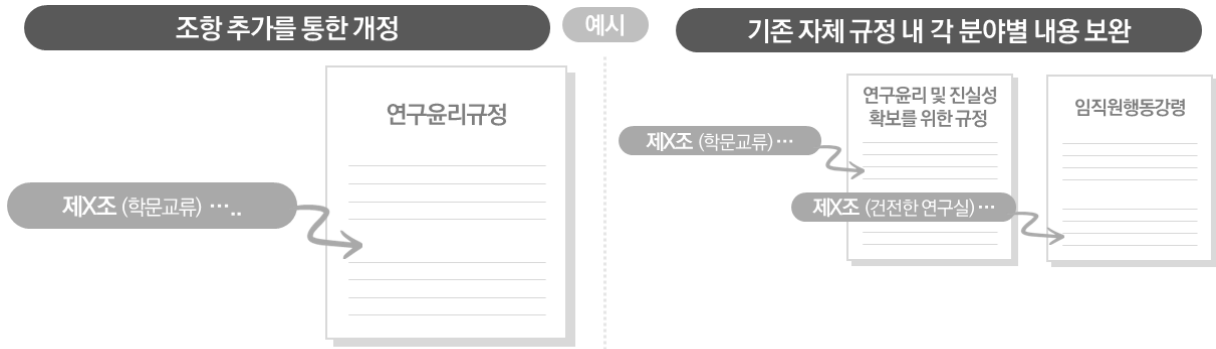 조항 추가를 통한 개정
예시
기존 자체 규정 내 각 분야별 내용 보완
연구윤리규정
제X조 (학문교류) …..
연구윤리 및 진실성
확보를 위한 규정
임직원행동강령
제X조 (학문교류) …
제X조 (건전한 연구실) …